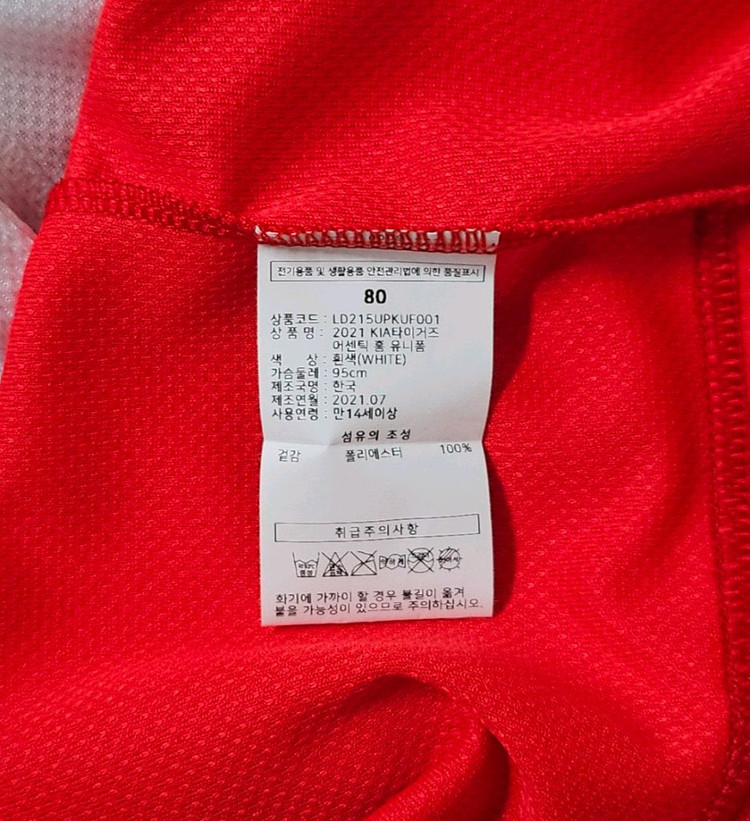 전기용품 및 생활용품 안전관리법에 의한 품질표시
80
상품코드 : LD215UPKUF001
상 품 명 : 2021 KIA타이거즈
어센틱 홈 유니폼
색 상 : 흰색(WHITE)
가슴둘레 : 95cm
제조국명 : 한국
제조연월 : 2021.07
사용연령 : 만14세이상
섬유의 조성
겉감 폴리에스터 100%
취급주의사항
화기에 가까이 할 경우 불길이 옮겨
붙을 가능성이 있으므로 주의하십시오.